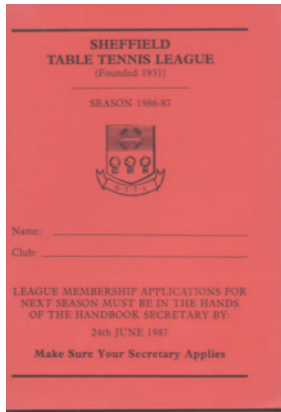 SHEFFIELD
TABLE TENNIS LEAGUE
(Founded 1931)
SEASON 1986-87
S.T.T.L
Name:
Club:
LEAGUE MEMBERSHIP APPLICATIONS FOR
NEXT SEASON MUST BE IN THE HANDS
OF THE HANDBOOK SECRETARY BY:
24th JUNE 1987
Make Sure Your Secretary Applies